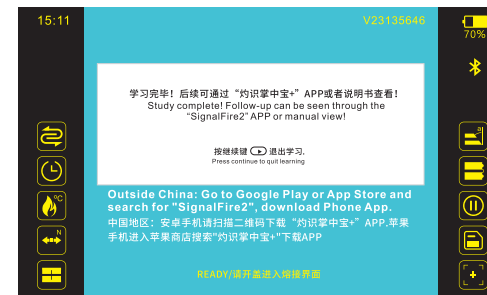 15:11
V23135646
70%
学习完毕！后续可通过“灼识掌中宝+”APP或者说明书查看！
Study complete! Follow-up can be seen through the
“SignalFire2” APP or manual view!
按继续键 退出学习.
Press continue to quit learning
Outside China: Go to Google Play or App Store and
search for "SignalFire2", download Phone App.
中国地区：安卓手机请扫描二维码下载“灼识掌中宝+”APP.苹果
手机进入苹果商店搜索"灼识掌中宝+"下载APP
READY/请开盖进入熔接界面
°C
N
a